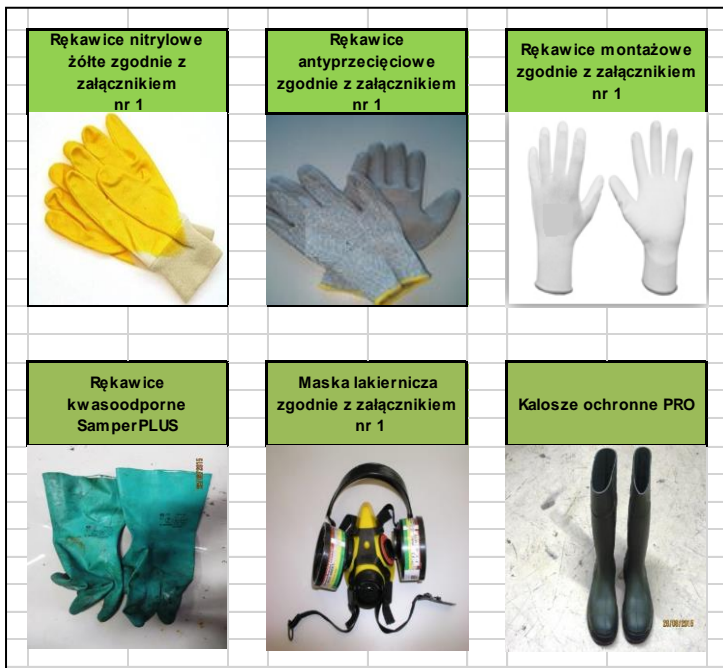 Rękawice nitrylowe
żółte zgodnie z
załącznikiem
nr 1
Rękawice
antyprzecięciowe
zgodnie z załącznikiem
nr 1
Rękawice montażowe
zgodnie z załącznikiem
nr 1
Rękawice
kwasoodporne
SamperPLUS
Maska lakiernicza
zgodnie z załącznikiem
nr 1
Kalosze ochronne PRO